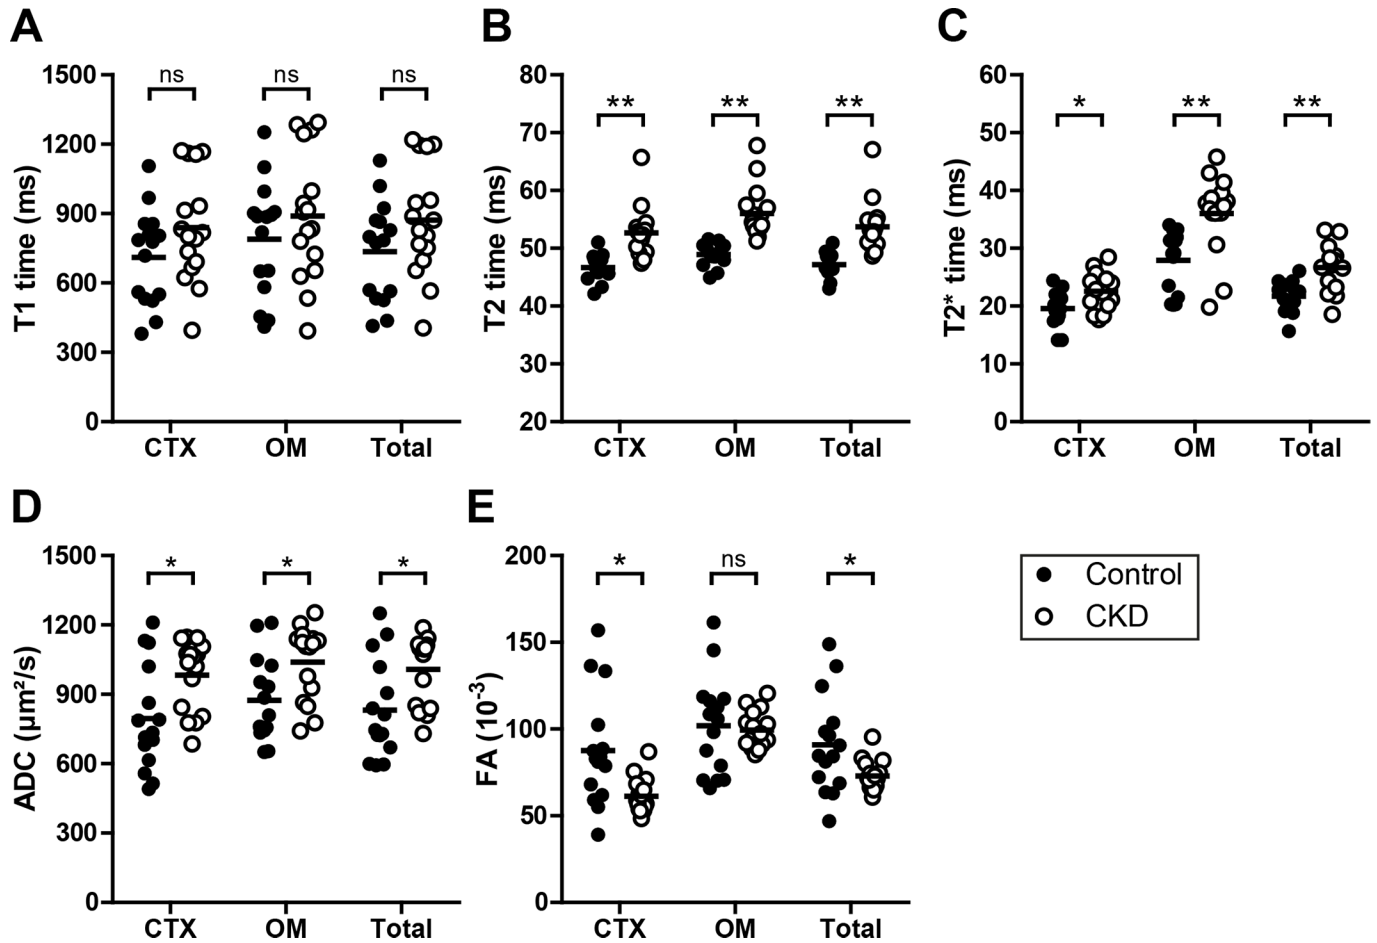 A
B
C
T1 time (ms)
1500
1200
900
600
300
0
ns
ns
ns
CTX
OM
Total
T2 time (ms)
80
70
60
50
40
30
20
**
**
**
CTX
OM
Total
T2* time (ms)
60
50
40
30
20
10
0
*
**
**
CTX
OM
Total
D
E
ADC (μm²/s)
1500
1200
900
600
300
0
*
*
*
CTX
OM
Total
FA (10⁻³)
200
150
100
50
0
*
ns
*
CTX
OM
Total
Control
CKD